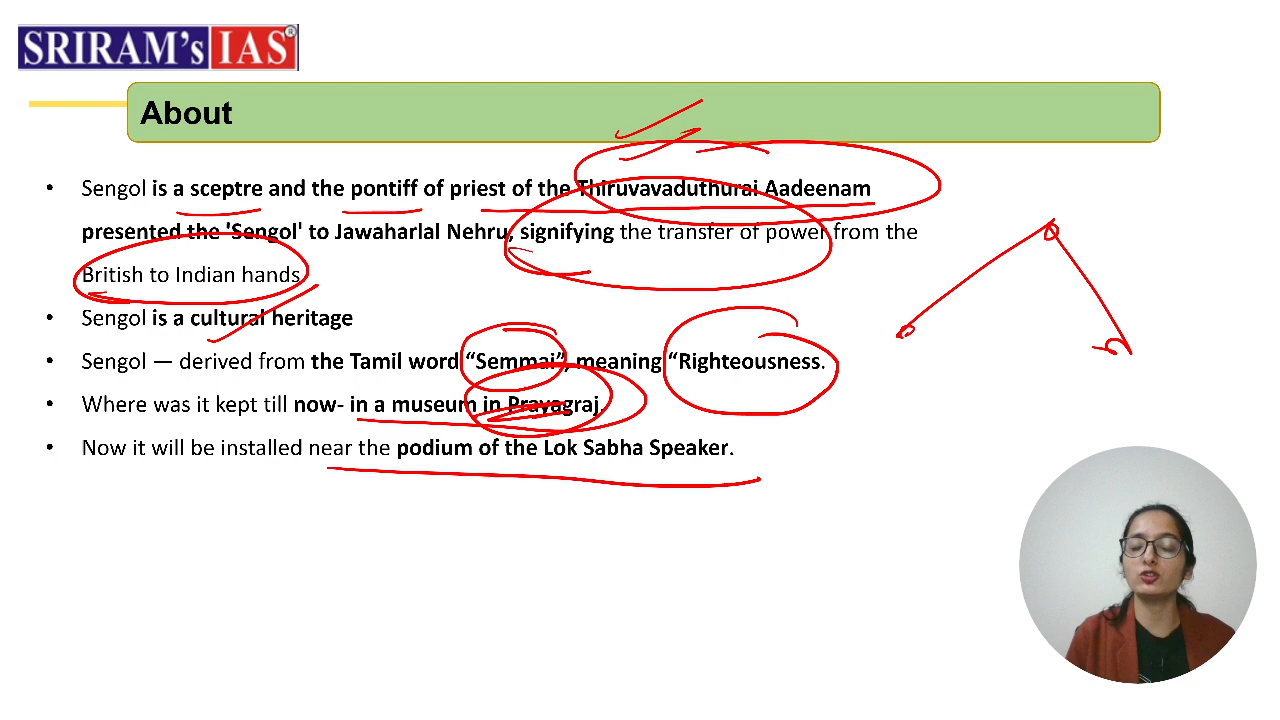 SRIRAM's IAS®
About
• Sengol is a sceptre and the pontiff of priest of the Thiruvavaduthurai Aadeenam
presented the 'Sengol' to Jawaharlal Nehru, signifying the transfer of power from the
British to Indian hands.
• Sengol is a cultural heritage
• Sengol — derived from the Tamil word “Semmai”, meaning “Righteousness.
• Where was it kept till now- in a museum in Prayagraj.
• Now it will be installed near the podium of the Lok Sabha Speaker.